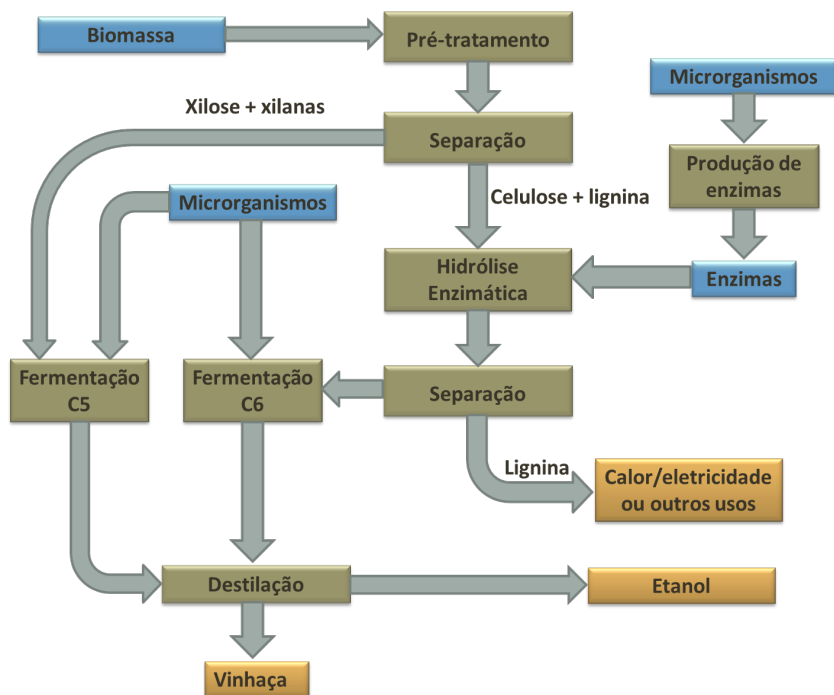 Biomassa
Pré-tratamento
Microrganismos
Xilose + xilanas
Separação
Produção de
enzimas
Celulose + lignina
Microrganismos
Hidrólise
Enzimática
Enzimas
Fermentação
C5
Fermentação
C6
Separação
Lignina
Calor/eletricidade
ou outros usos
Destilação
Etanol
Vinhaça